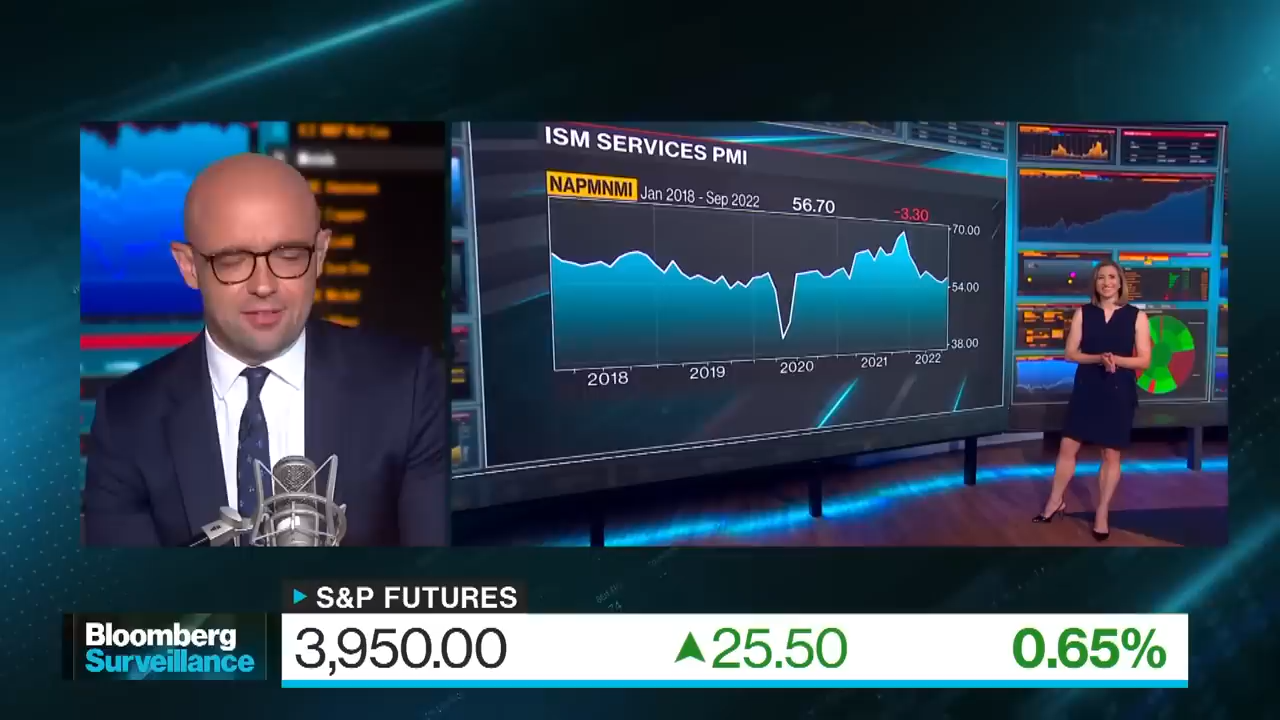 ISM SERVICES PMI
NAPMNMI Jan 2018 - Sep 2022 56.70 -3.30
70.00
54.00
38.00
2018 2019 2020 2021 2022
S&P FUTURES
Bloomberg
Surveillance
3,950.00 25.50 0.65%